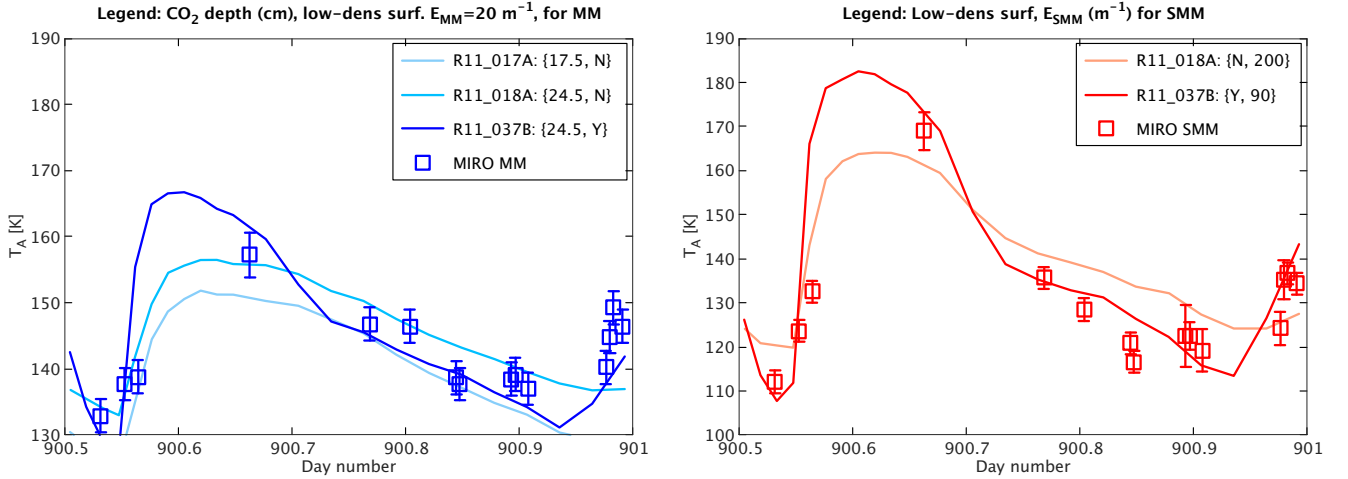 Legend: CO₂ depth (cm), low-dens surf. E_MM=20 m⁻¹, for MM
190
180
170
160
150
140
130
T_A [K]
900.5
900.6
900.7
900.8
900.9
901
Day number
R11_017A: {17.5, N}
R11_018A: {24.5, N}
R11_037B: {24.5, Y}
MIRO MM
Legend: Low-dens surf, E_SMM (m⁻¹) for SMM
190
180
170
160
150
140
130
120
110
100
T_A [K]
900.5
900.6
900.7
900.8
900.9
901
Day number
R11_018A: {N, 200}
R11_037B: {Y, 90}
MIRO SMM